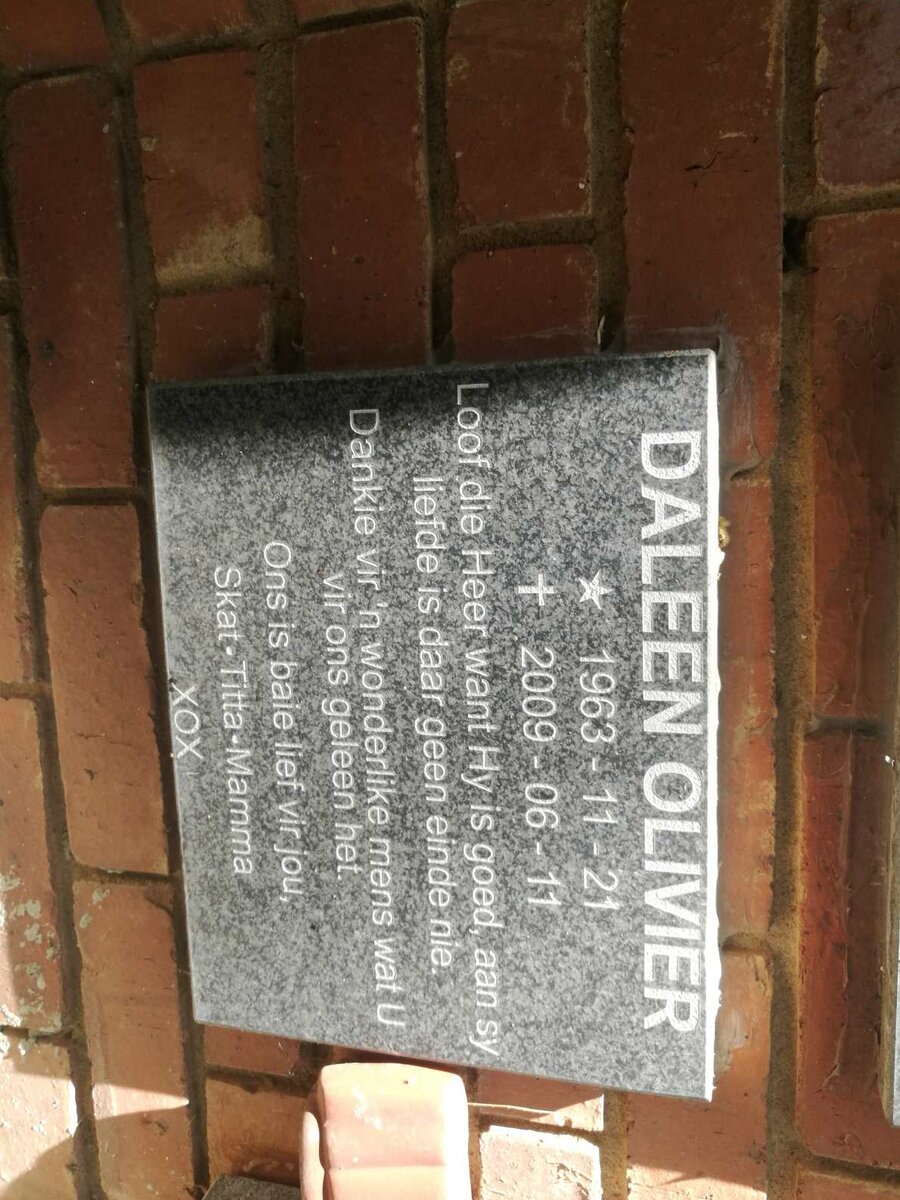 DALEEN OLIVIER
★ 1963 - 11 - 21
✝ 2009 - 06 - 11
Loof die Heer want Hy is goed, aan sy
liefde is daar geen einde nie.
Dankie vir 'n wonderlike mens wat U
vir ons geleen het.
Ons is baie lief vir jou,
Skat • Titta • Mamma
XOX